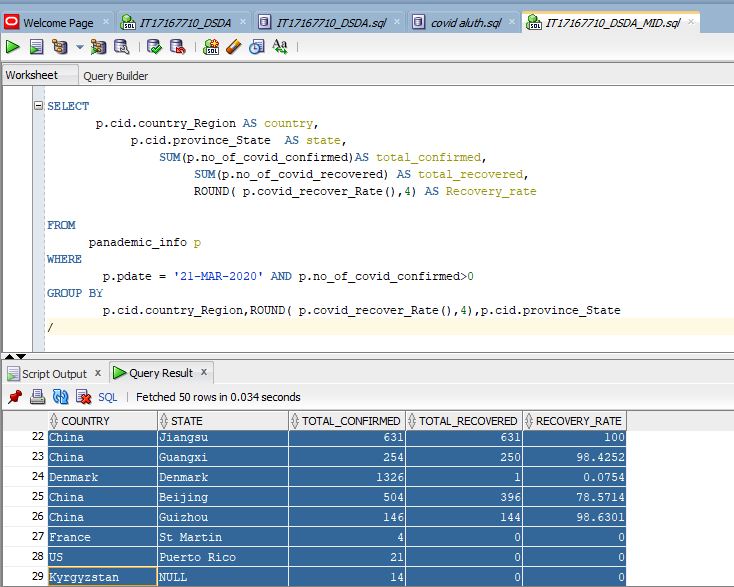 Welcome Page × IT17167710_DSDA × IT17167710_DSDA.sql × covid aluth.sql × IT17167710_DSDA_MID.sql ×
Worksheet Query Builder
SELECT
p.cid.country_Region AS country,
p.cid.province_State AS state,
SUM(p.no_of_covid_confirmed)AS total_confirmed,
SUM(p.no_of_covid_recovered) AS total_recovered,
ROUND( p.covid_recover_Rate(),4) AS Recovery_rate
FROM
panademic_info p
WHERE
p.pdate = '21-MAR-2020' AND p.no_of_covid_confirmed>0
GROUP BY
p.cid.country_Region,ROUND( p.covid_recover_Rate(),4),p.cid.province_State
/
Script Output × Query Result ×
SQL | Fetched 50 rows in 0.034 seconds
COUNTRY STATE TOTAL_CONFIRMED TOTAL_RECOVERED RECOVERY_RATE
22 China Jiangsu 631 631 100
23 China Guangxi 254 250 98.4252
24 Denmark Denmark 1326 1 0.0754
25 China Beijing 504 396 78.5714
26 China Guizhou 146 144 98.6301
27 France St Martin 4 0 0
28 US Puerto Rico 21 0 0
29 Kyrgyzstan NULL 14 0 0